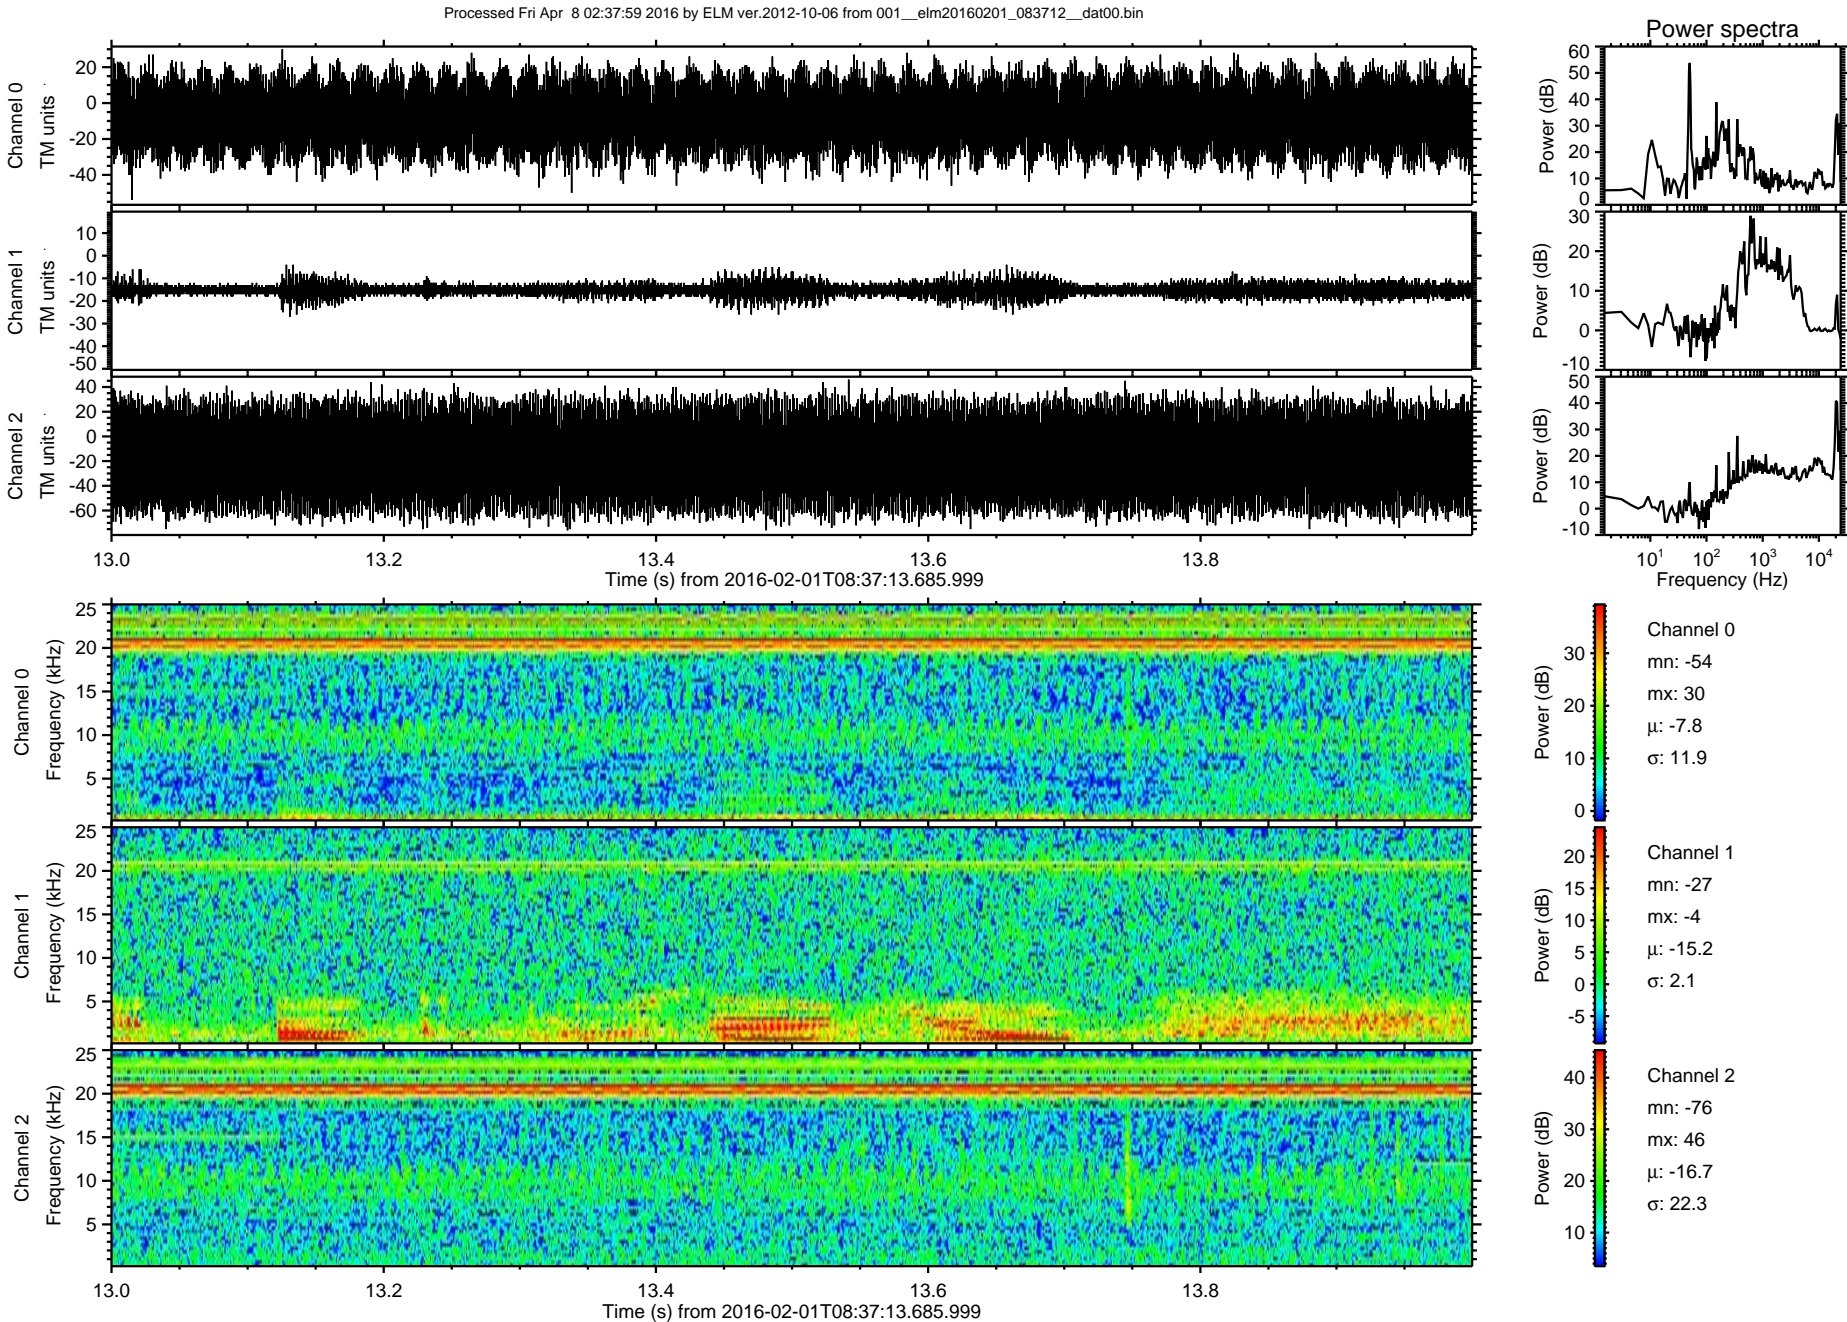 Processed Fri Apr  8 02:37:59 2016 by ELM ver.2012-10-06 from 001__elm20160201_083712__dat00.bin
Power spectra
Channel 0
TM units
20
0
-20
-40
Power (dB)
60
50
40
30
20
10
0
Channel 1
TM units
10
0
-10
-20
-30
-40
-50
Power (dB)
30
20
10
0
-10
Channel 2
TM units
40
20
0
-20
-40
-60
Power (dB)
50
40
30
20
10
0
-10
13.0
13.2
13.4
13.6
13.8
Time (s) from 2016-02-01T08:37:13.685.999
10^1
10^2
10^3
10^4
Frequency (Hz)
Channel 0
Frequency (kHz)
25
20
15
10
5
Power (dB)
30
20
10
0
Channel 0
mn: -54
mx: 30
μ: -7.8
σ: 11.9
Channel 1
Frequency (kHz)
25
20
15
10
5
Power (dB)
20
15
10
5
0
-5
Channel 1
mn: -27
mx: -4
μ: -15.2
σ: 2.1
Channel 2
Frequency (kHz)
25
20
15
10
5
Power (dB)
40
30
20
10
Channel 2
mn: -76
mx: 46
μ: -16.7
σ: 22.3
13.0
13.2
13.4
13.6
13.8
Time (s) from 2016-02-01T08:37:13.685.999